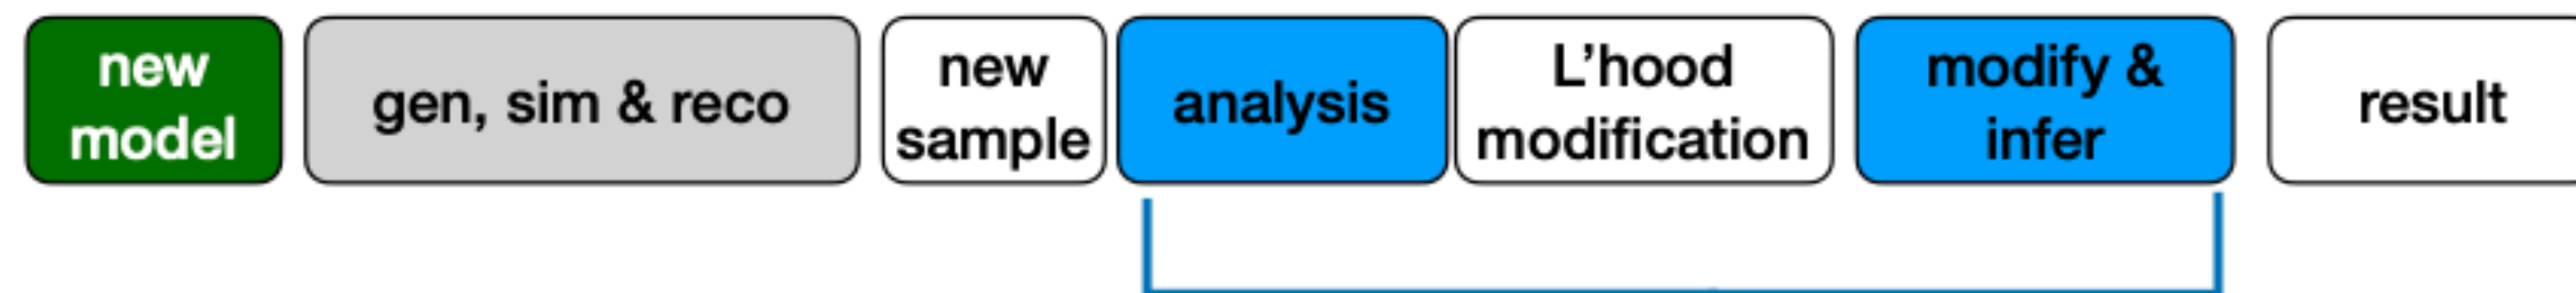 new
model
gen, sim & reco
new
sample
analysis
L’hood
modification
modify &
infer
result